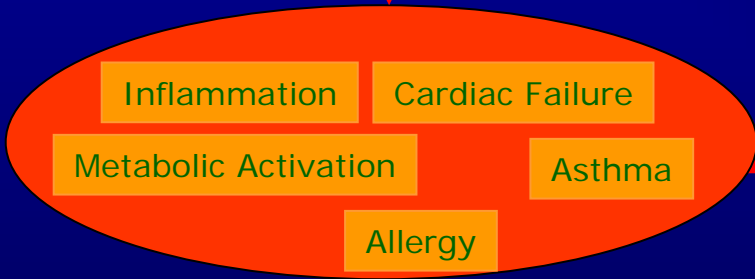 Inflammation
Cardiac Failure
Metabolic Activation
Asthma
Allergy